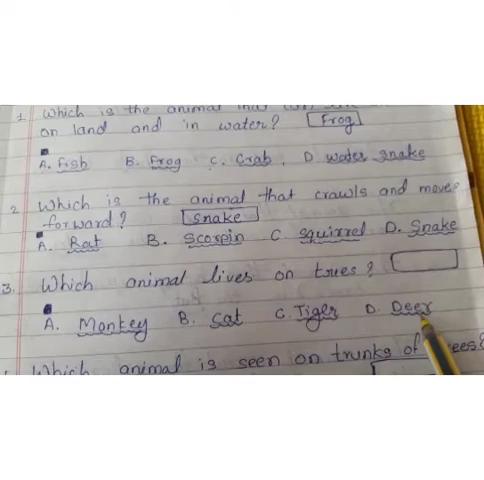 1. Which is the animal that can
on land and in water? Frog
A. Fish B. Frog C. Crab, D water snake
2. Which is the animal that crawls and moves
forward? snake
A. Rat B. Scorpin C squirrel D. Snake
3. Which animal lives on trees?
A. Monkey B. Cat C. Tiger D. Deer
Which animal is seen on trunks of trees?